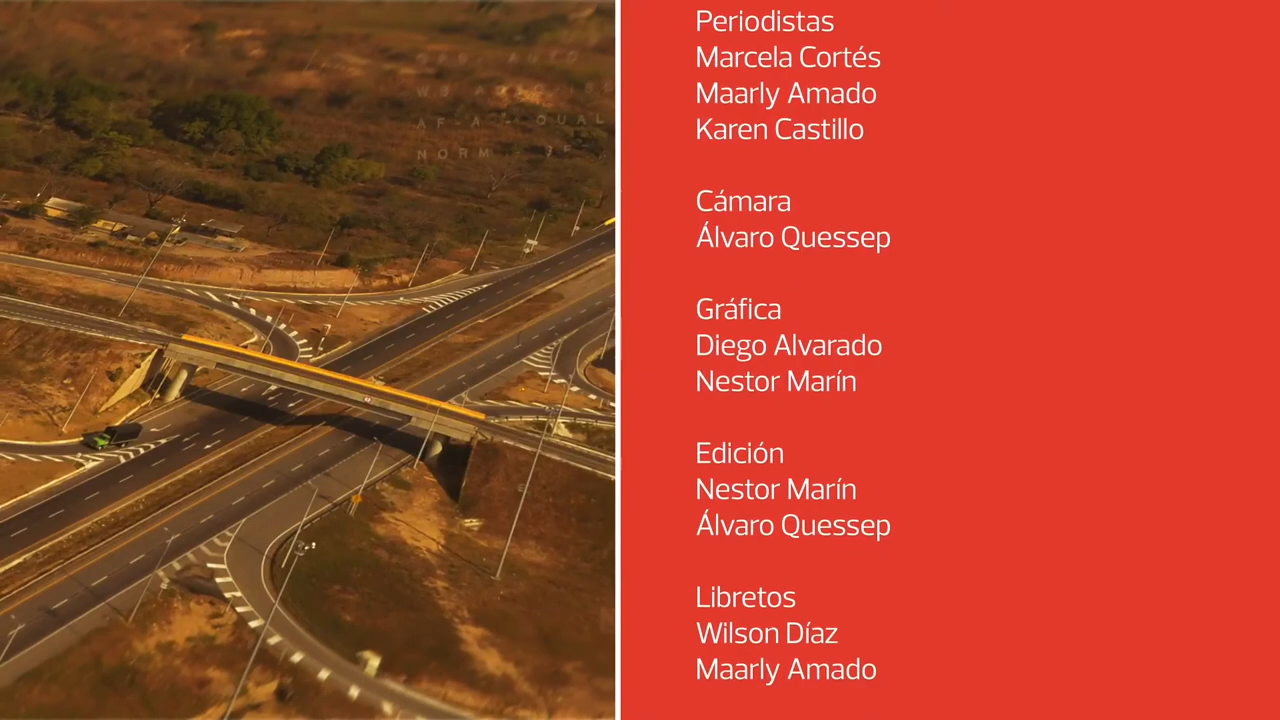 Periodistas
Marcela Cortés
Maarly Amado
Karen Castillo
Cámara
Álvaro Quessep
Gráfica
Diego Alvarado
Nestor Marín
Edición
Nestor Marín
Álvaro Quessep
Libretos
Wilson Díaz
Maarly Amado